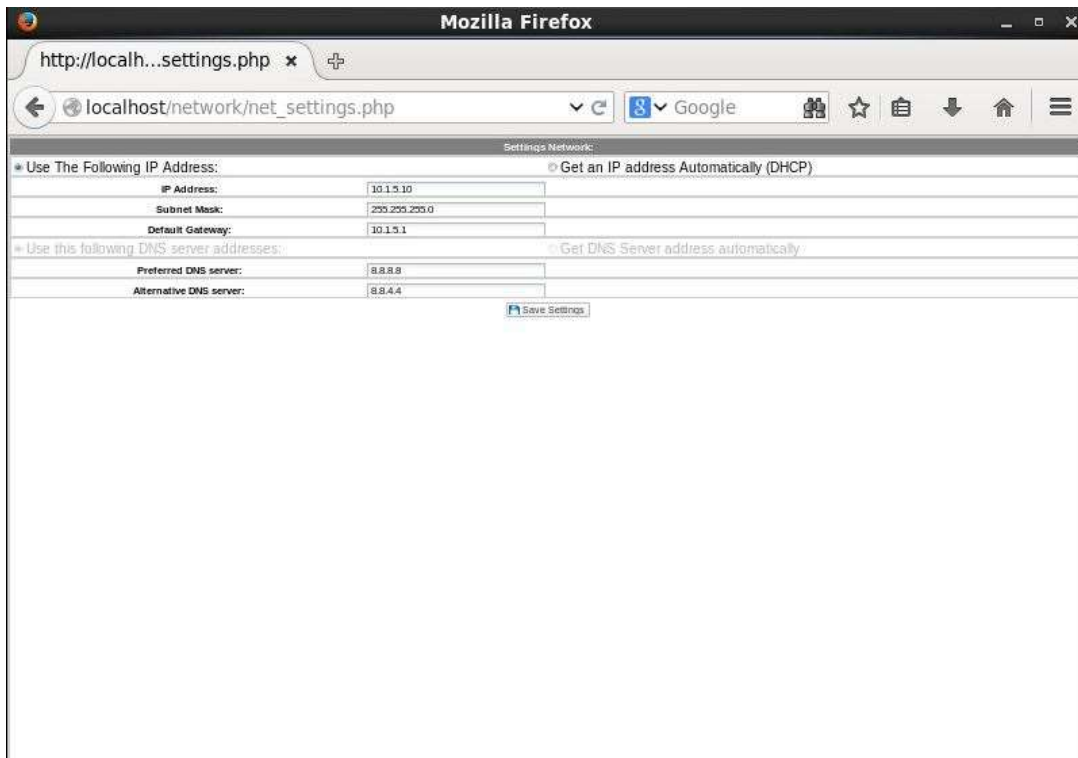 Mozilla Firefox
http://localh...settings.php
localhost/network/net_settings.php
Google
Settings Network:
Use The Following IP Address: Get an IP address Automatically (DHCP)
IP Address: 10.1.5.10
Subnet Mask: 255.255.255.0
Default Gateway: 10.1.5.1
Use this following DNS server addresses: Get DNS Server address automatically
Preferred DNS server: 8.8.8.8
Alternative DNS server: 8.8.4.4
Save Settings